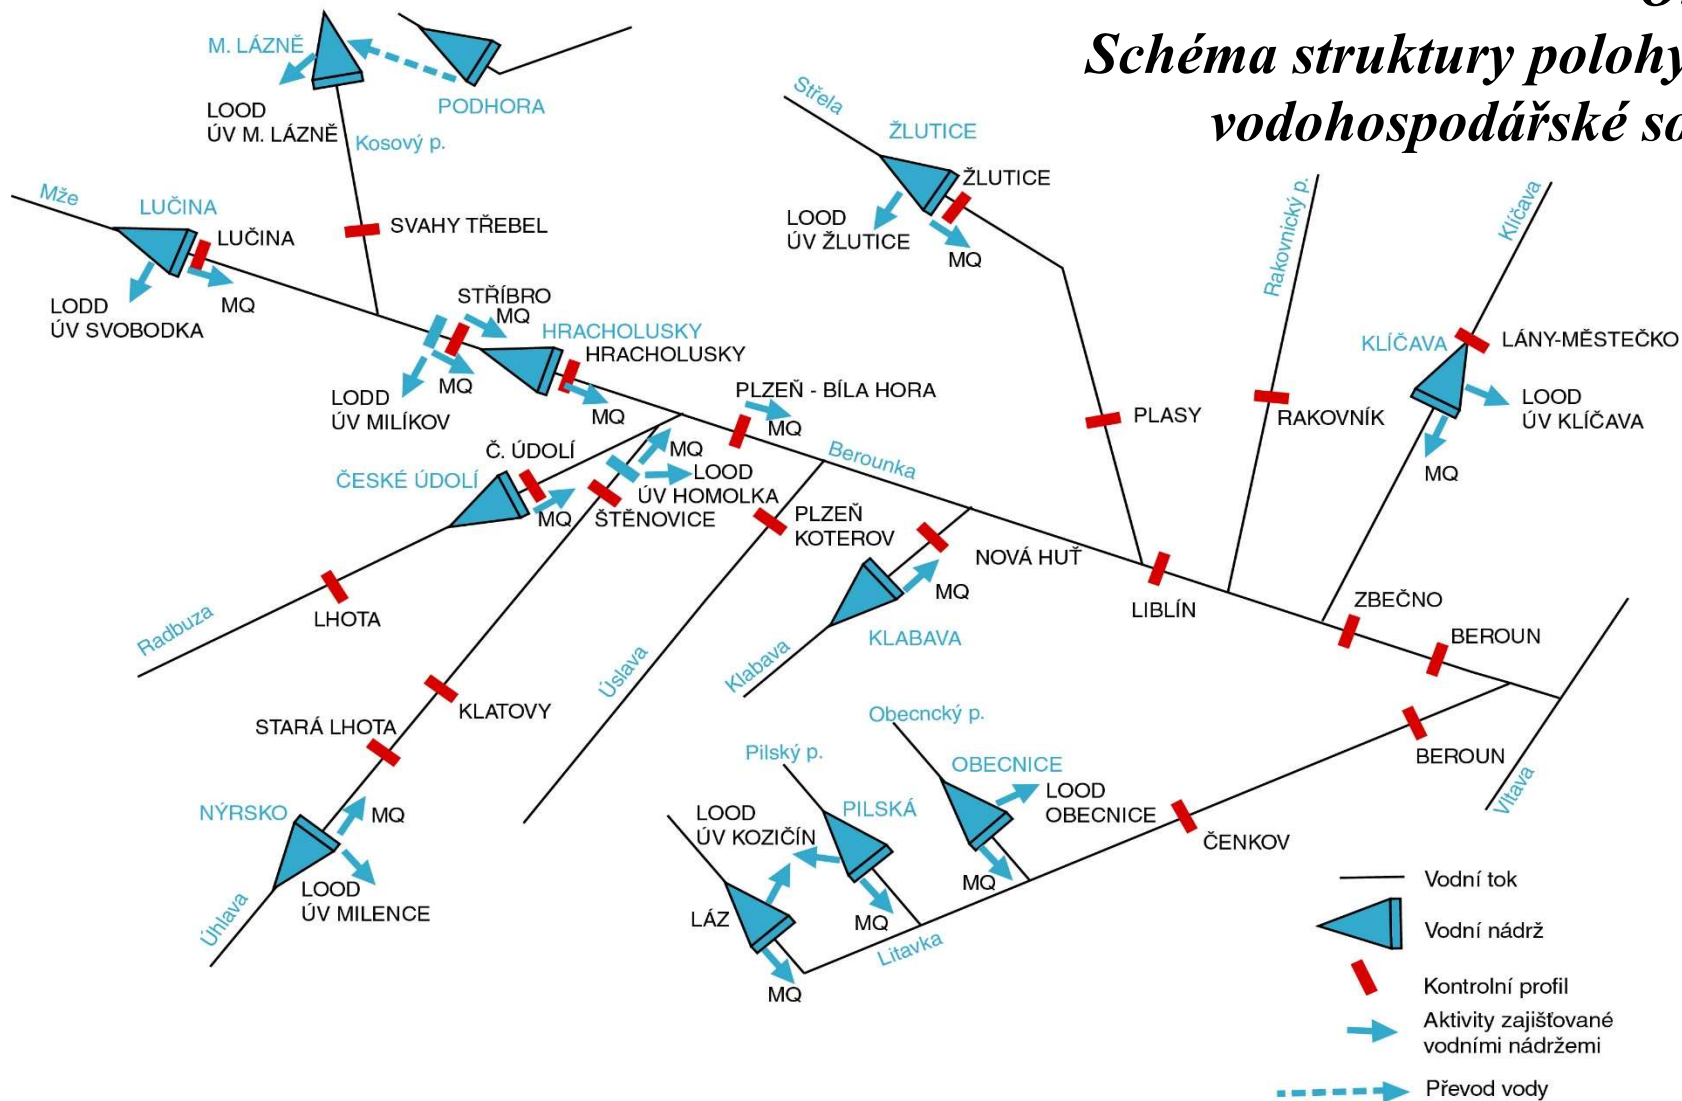 Schéma struktury polohy
vodohospodářské so
M. LÁZNĚ
LOOD
ÚV M. LÁZNĚ
PODHORA
Kosový p.
Mže
LUČINA
LUČINA
SVAHY TŘEBEL
MQ
LODD
ÚV SVOBODKA
STŘÍBRO
MQ
HRACHOLUSKY
HRACHOLUSKY
MQ
LODD
ÚV MILÍKOV
MQ
PLZEŇ - BÍLA HORA
MQ
Berounka
Střela
ŽLUTICE
ŽLUTICE
LOOD
ÚV ŽLUTICE
MQ
PLASY
Rakovnický p.
RAKOVNÍK
Klíčava
KLÍČAVA
LÁNY-MĚSTEČKO
LOOD
ÚV KLÍČAVA
MQ
Č. ÚDOLÍ
ČESKÉ ÚDOLÍ
MQ
MQ
LOOD
ÚV HOMOLKA
ŠTĚNOVICE
PLZEŇ
KOTEROV
NOVÁ HUŤ
MQ
KLABAVA
Klabava
LIBLÍN
ZBEČNO
BEROUN
LHOTA
Radbuza
Úslava
KLATOVY
STARÁ LHOTA
NÝRSKO
MQ
LOOD
ÚV MILENCE
Úhlava
Obecncký p.
Pilský p.
OBECNICE
LOOD
OBECNICE
LOOD
ÚV KOZIČÍN
PILSKÁ
MQ
MQ
LÁZ
MQ
Litavka
ČENKOV
BEROUN
Vltava
Vodní tok
Vodní nádrž
Kontrolní profil
Aktivity zajišťované
vodními nádržemi
Převod vody